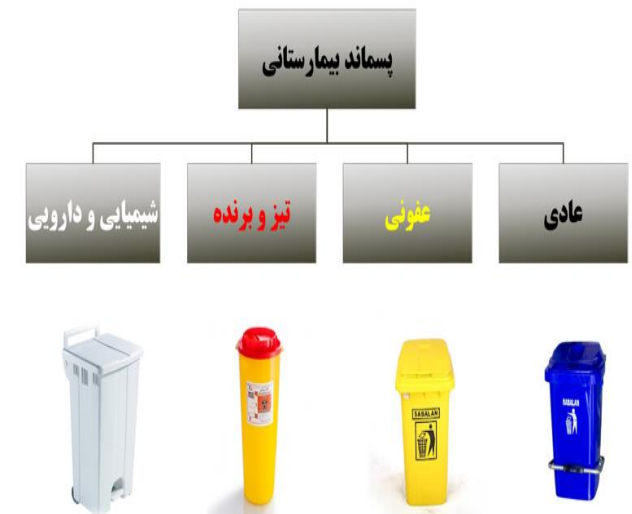 پسماند بیمارستانی
عادی
عفونی
تیز و برنده
شیمیایی و دارویی
SABALAN
SABALAN